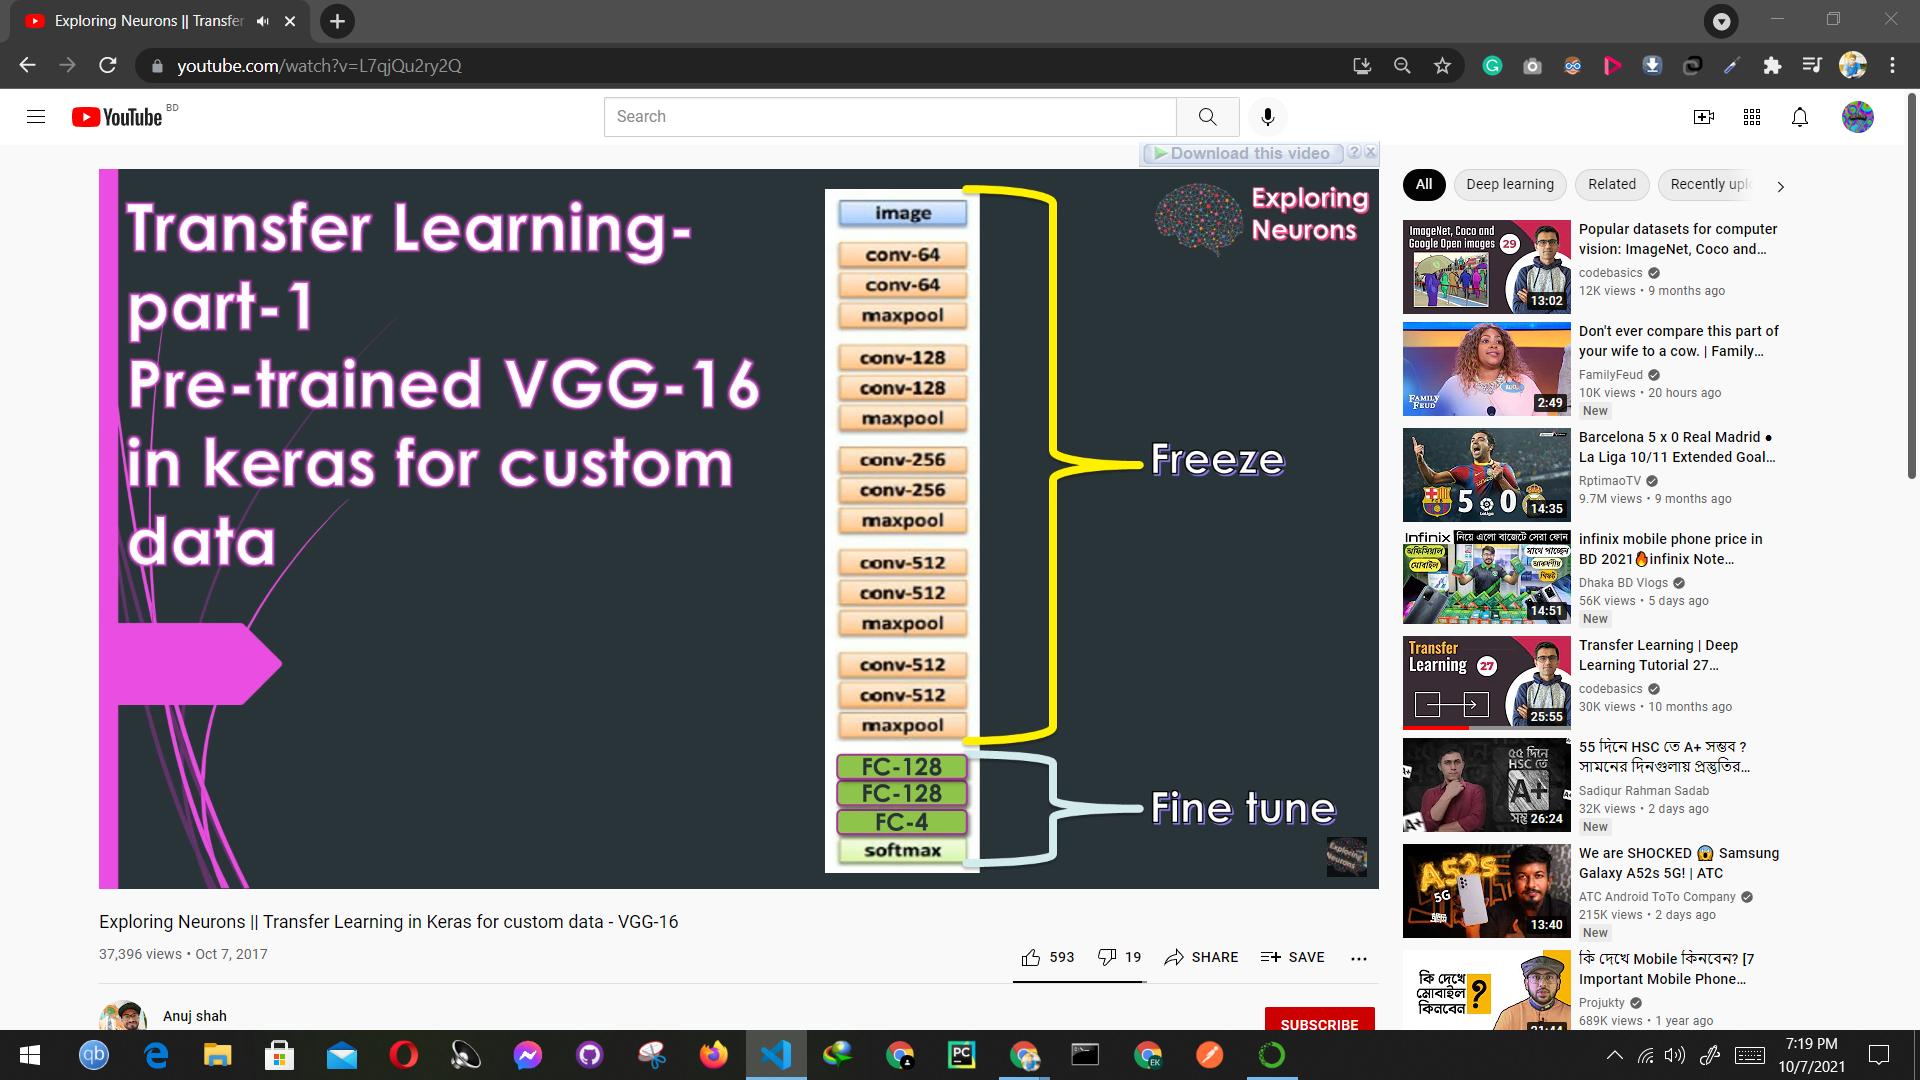 Exploring Neurons || Transfer
youtube.com/watch?v=L7qjQu2ry2Q
YouTube BD
Search
Download this video
Transfer Learning-
part-1
Pre-trained VGG-16
in keras for custom
data
image
conv-64
conv-64
maxpool
conv-128
conv-128
maxpool
conv-256
conv-256
maxpool
conv-512
conv-512
maxpool
conv-512
conv-512
maxpool
FC-128
FC-128
FC-4
softmax
Freeze
Fine tune
Exploring
Neurons
Exploring Neurons || Transfer Learning in Keras for custom data - VGG-16
37,396 views • Oct 7, 2017
593
19
SHARE
SAVE
Anuj shah
SUBSCRIBE
All
Deep learning
Related
Recently
ImageNet, Coco and
Google Open images 29
13:02
Popular datasets for computer
vision: ImageNet, Coco and...
codebasics
12K views • 9 months ago
FAMILY
FEUD
2:49
Don't ever compare this part of
your wife to a cow. | Family...
FamilyFeud
10K views • 20 hours ago
New
5 0
14:35
Barcelona 5 x 0 Real Madrid ●
La Liga 10/11 Extended Goal...
RptimaoTV
9.7M views • 9 months ago
Infinix নিয়ে এলো বাজেটে সেরা ফোন
অফিসিয়াল
মোবাইল
সাথে পাচ্ছেন
14:51
infinix mobile phone price in
BD 2021🔥infinix Note...
Dhaka BD Vlogs
56K views • 5 days ago
New
Transfer
Learning 27
25:55
Transfer Learning | Deep
Learning Tutorial 27...
codebasics
30K views • 10 months ago
৫৫ দিনে
HSC তে
A+
26:24
55 দিনে HSC তে A+ সম্ভব ?
সামনের দিনগুলায় প্রস্তুতির...
Sadiqur Rahman Sadab
32K views • 2 days ago
New
A52s
5G
13:40
We are SHOCKED 😱 Samsung
Galaxy A52s 5G! | ATC
ATC Android ToTo Company
215K views • 2 days ago
New
কি দেখে
মোবাইল
কিনবেন ?
কি দেখে Mobile কিনবেন? [7
Important Mobile Phone...
Projukty
689K views • 1 year ago
7:19 PM
10/7/2021